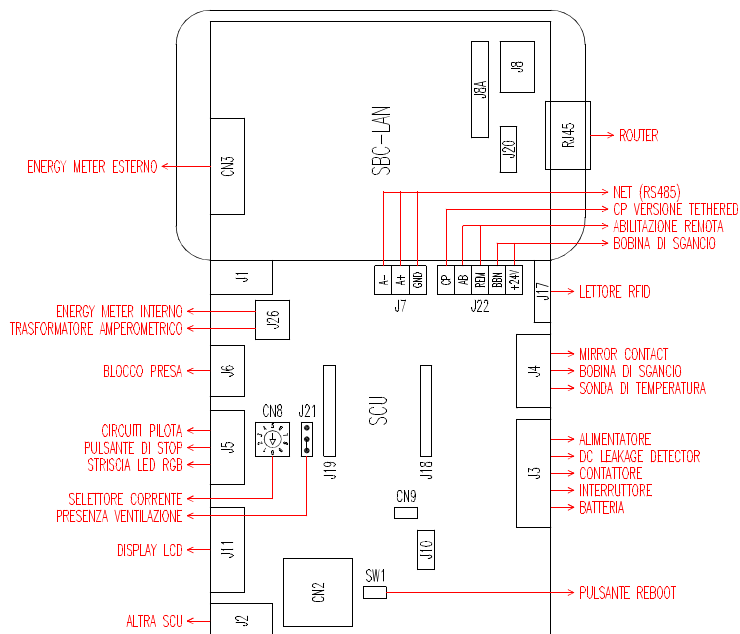 J8
J8A
SBC-LAN
RJ45
ROUTER
J20
ENERGY METER ESTERNO
CN3
NET (RS485)
CP VERSIONE TETHERED
ABILITAZIONE REMOTA
BOBINA DI SGANCIO
J1
A-
A+
GND
CP
AB
REM
BBN
+24V
J17
LETTORE RFID
J7
J22
ENERGY METER INTERNO
TRASFORMATORE AMPEROMETRICO
J26
BLOCCO PRESA
J6
J4
MIRROR CONTACT
BOBINA DI SGANCIO
SONDA DI TEMPERATURA
CN8
J21
SCU
CIRCUITI PILOTA
PULSANTE DI STOP
STRISCIA LED RGB
J5
J19
J18
J3
ALIMENTATORE
DC LEAKAGE DETECTOR
CONTATTORE
INTERRUTTORE
BATTERIA
SELETTORE CORRENTE
PRESENZA VENTILAZIONE
CN9
DISPLAY LCD
J11
J10
CN2
SW1
PULSANTE REBOOT
ALTRA SCU
J2